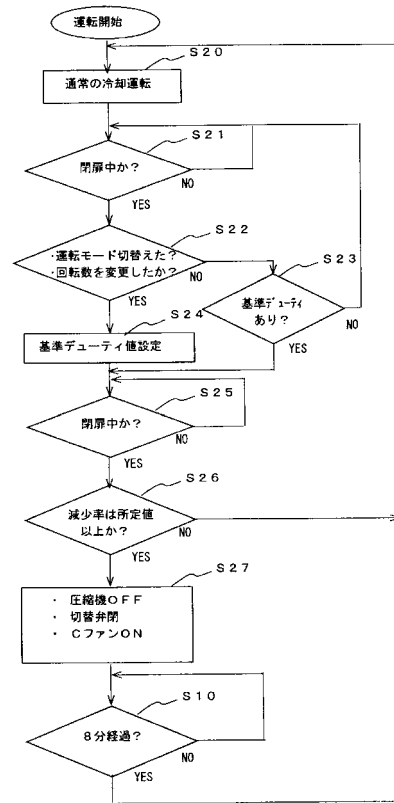 運転開始
S20
通常の冷却運転
S21
閉扉中か?
NO
YES
S22
・運転モード切替えた?
・回転数を変更したか?
NO
YES
S23
基準デューティ
あり?
NO
YES
S24
基準デューティ値設定
S25
閉扉中か?
NO
YES
S26
減少率は所定値
以上か?
NO
YES
S27
・ 圧縮機OFF
・ 切替弁閉
・ CファンON
S10
8分経過?
NO
YES